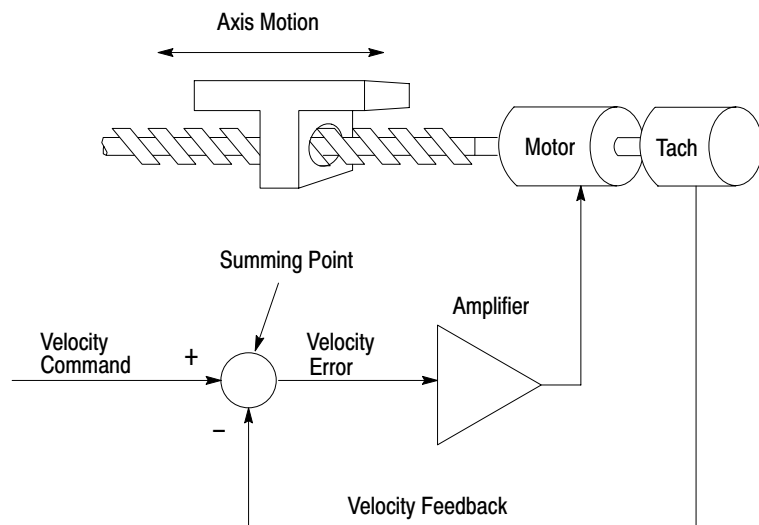 Axis Motion
Motor
Tach
Summing Point
Amplifier
Velocity
Command
+
Velocity
Error
−
Velocity Feedback